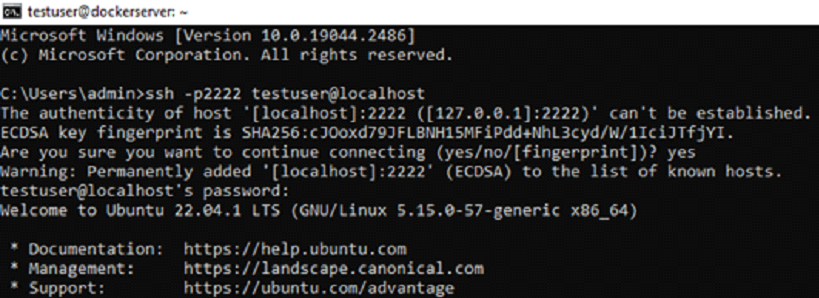 testuser@dockerserver: ~
Microsoft Windows [Version 10.0.19044.2486]
(c) Microsoft Corporation. All rights reserved.
C:\Users\admin>ssh -p2222 testuser@localhost
The authenticity of host '[localhost]:2222 ([127.0.0.1]:2222)' can't be established.
ECDSA key fingerprint is SHA256:cJOoxd79JFLBNH15MFiPdd+NhL3cyd/W/1IciJTfjYI.
Are you sure you want to continue connecting (yes/no/[fingerprint])? yes
Warning: Permanently added '[localhost]:2222' (ECDSA) to the list of known hosts.
testuser@localhost's password:
Welcome to Ubuntu 22.04.1 LTS (GNU/Linux 5.15.0-57-generic x86_64)
* Documentation: https://help.ubuntu.com
* Management: https://landscape.canonical.com
* Support: https://ubuntu.com/advantage